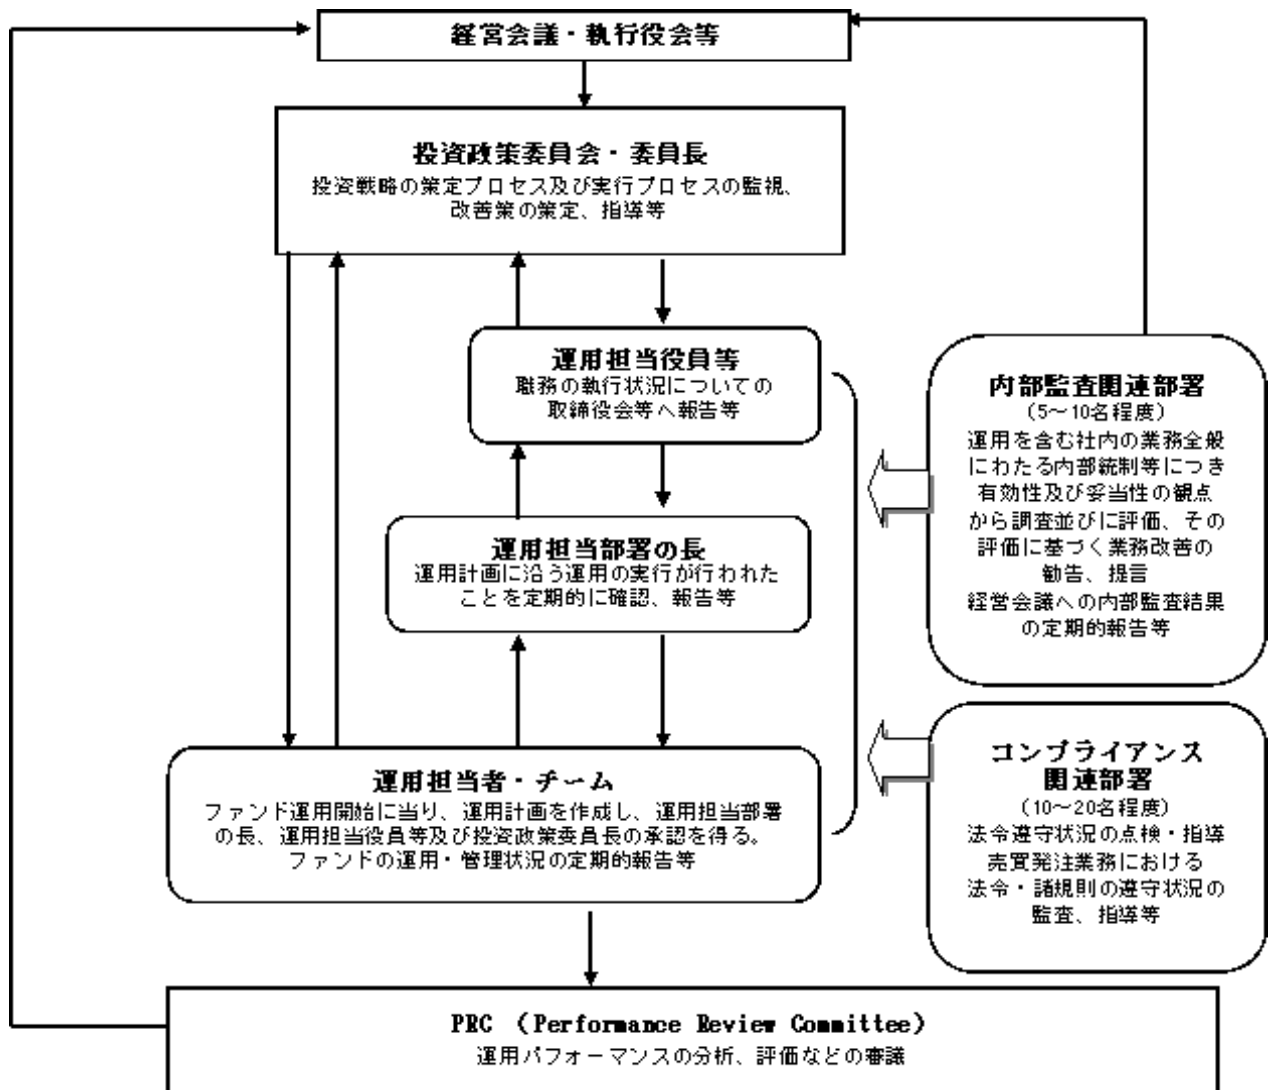 経営会議・執行役会等
投資政策委員会・委員長
投資戦略の策定プロセス及び実行プロセスの監視、
改善策の策定、指導等
運用担当役員等
職務の執行状況についての
取締役会等へ報告等
運用担当部署の長
運用計画に沿う運用の実行が行われた
ことを定期的に確認、報告等
運用担当者・チーム
ファンド運用開始に当り、運用計画を作成し、運用担当部署
の長、運用担当役員等及び投資政策委員長の承認を得る。
ファンドの運用・管理状況の定期的報告等
内部監査関連部署
（5～10名程度）
運用を含む社内の業務全般
にわたる内部統制等につき
有効性及び妥当性の観点
から調査並びに評価、その
評価に基づく業務改善の
勧告、提言
経営会議への内部監査結果
の定期的報告等
コンプライアンス
関連部署
（10～20名程度）
法令遵守状況の点検・指導
売買発注業務における
法令・諸規則の遵守状況の
監査、指導等
PRC （Performance Review Committee）
運用パフォーマンスの分析、評価などの審議